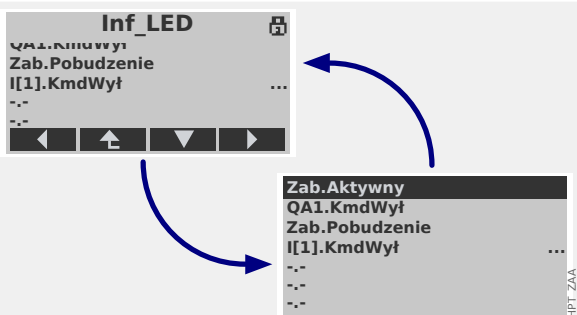 Inf_LED
QA1.KmdWył
Zab.Pobudzenie
I[1].KmdWył ...
-.-
-.-
Zab.Aktywny
QA1.KmdWył
Zab.Pobudzenie
I[1].KmdWył ...
-.-
-.-
-.-
HPT_ZAA